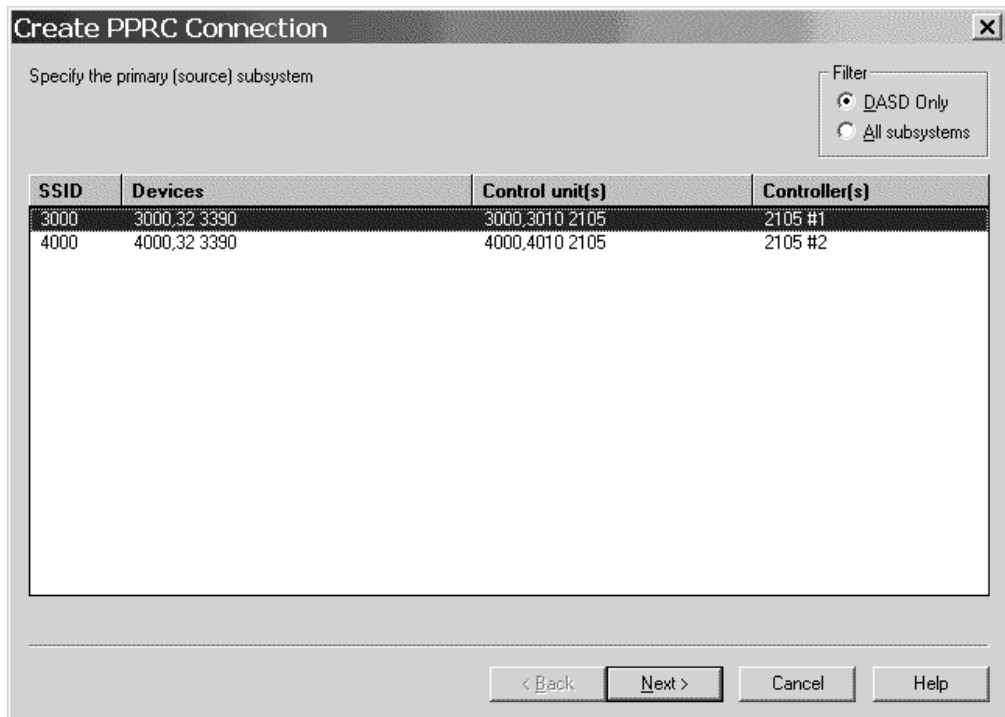 Create PPRC Connection
Specify the primary (source) subsystem
Filter
DASD Only
All subsystems
SSID Devices Control unit(s) Controller(s)
3000 3000,32 3390 3000,3010 2105 2105 #1
4000 4000,32 3390 4000,4010 2105 2105 #2
< Back Next > Cancel Help